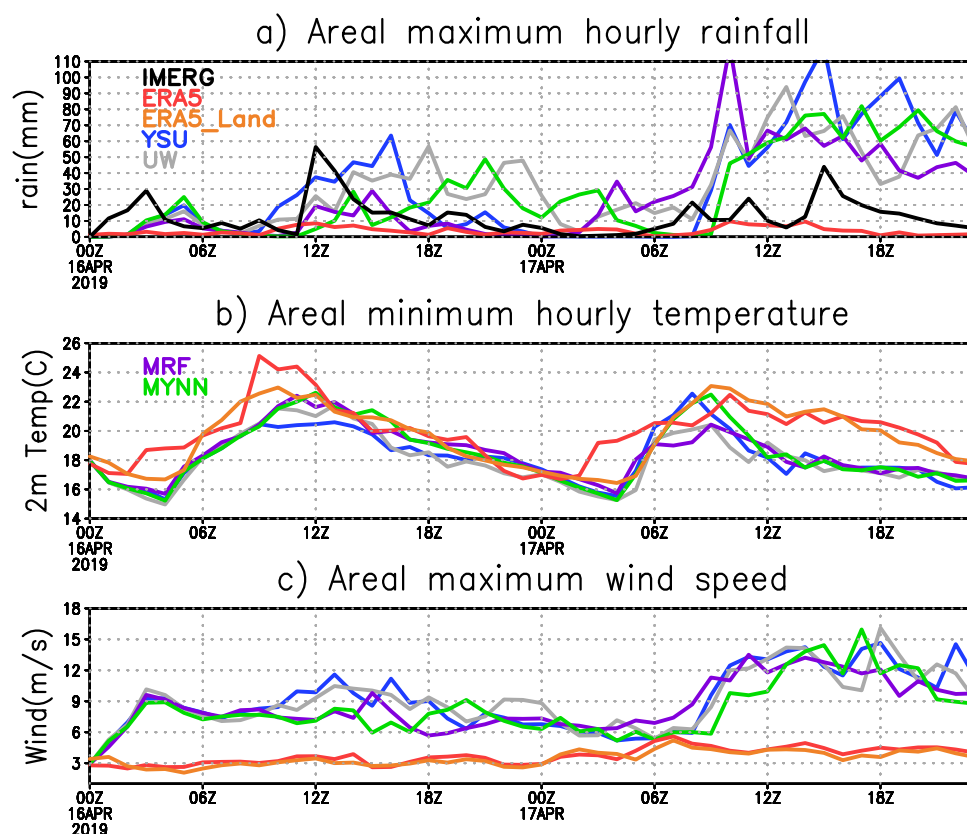 a) Areal maximum hourly rainfall
rain(mm)
110
100
90
80
70
60
50
40
30
20
10
0
IMERG
ERA5
ERA5_Land
YSU
UW
00Z 06Z 12Z 18Z 00Z 06Z 12Z 18Z
16APR 17APR
2019
b) Areal minimum hourly temperature
2m Temp(C)
26
24
22
20
18
16
14
MRF
MYNN
00Z 06Z 12Z 18Z 00Z 06Z 12Z 18Z
16APR 17APR
2019
c) Areal maximum wind speed
Wind(m/s)
18
15
12
9
6
3
00Z 06Z 12Z 18Z 00Z 06Z 12Z 18Z
16APR 17APR
2019